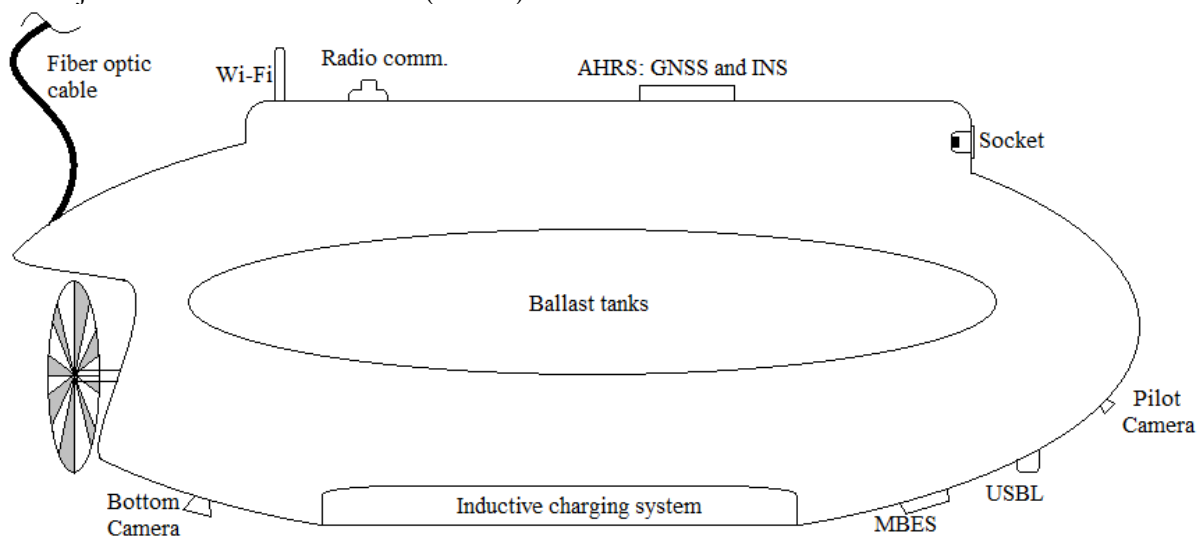 Fiber optic
cable
Wi-Fi
Radio comm.
AHRS: GNSS and INS
Socket
Ballast tanks
Pilot
Camera
USBL
MBES
Inductive charging system
Bottom
Camera